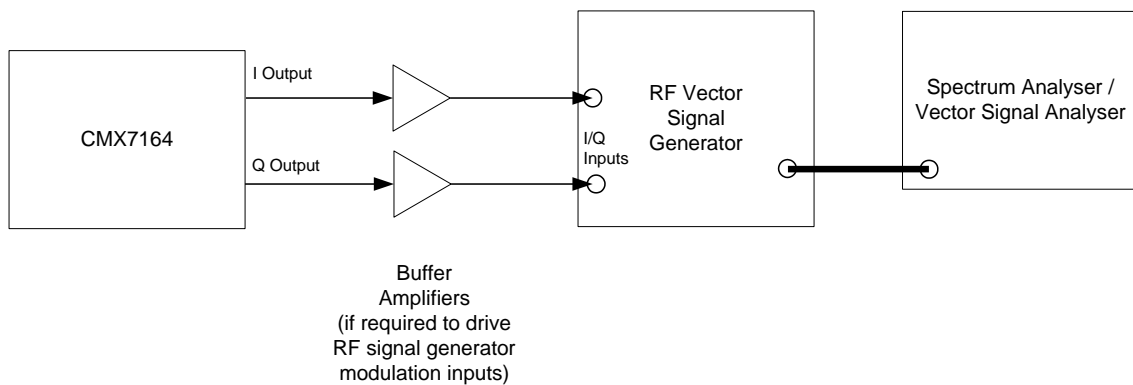 CMX7164
I Output
Q Output
I/Q
Inputs
RF Vector
Signal
Generator
Spectrum Analyser /
Vector Signal Analyser
Buffer
Amplifiers
(if required to drive
RF signal generator
modulation inputs)